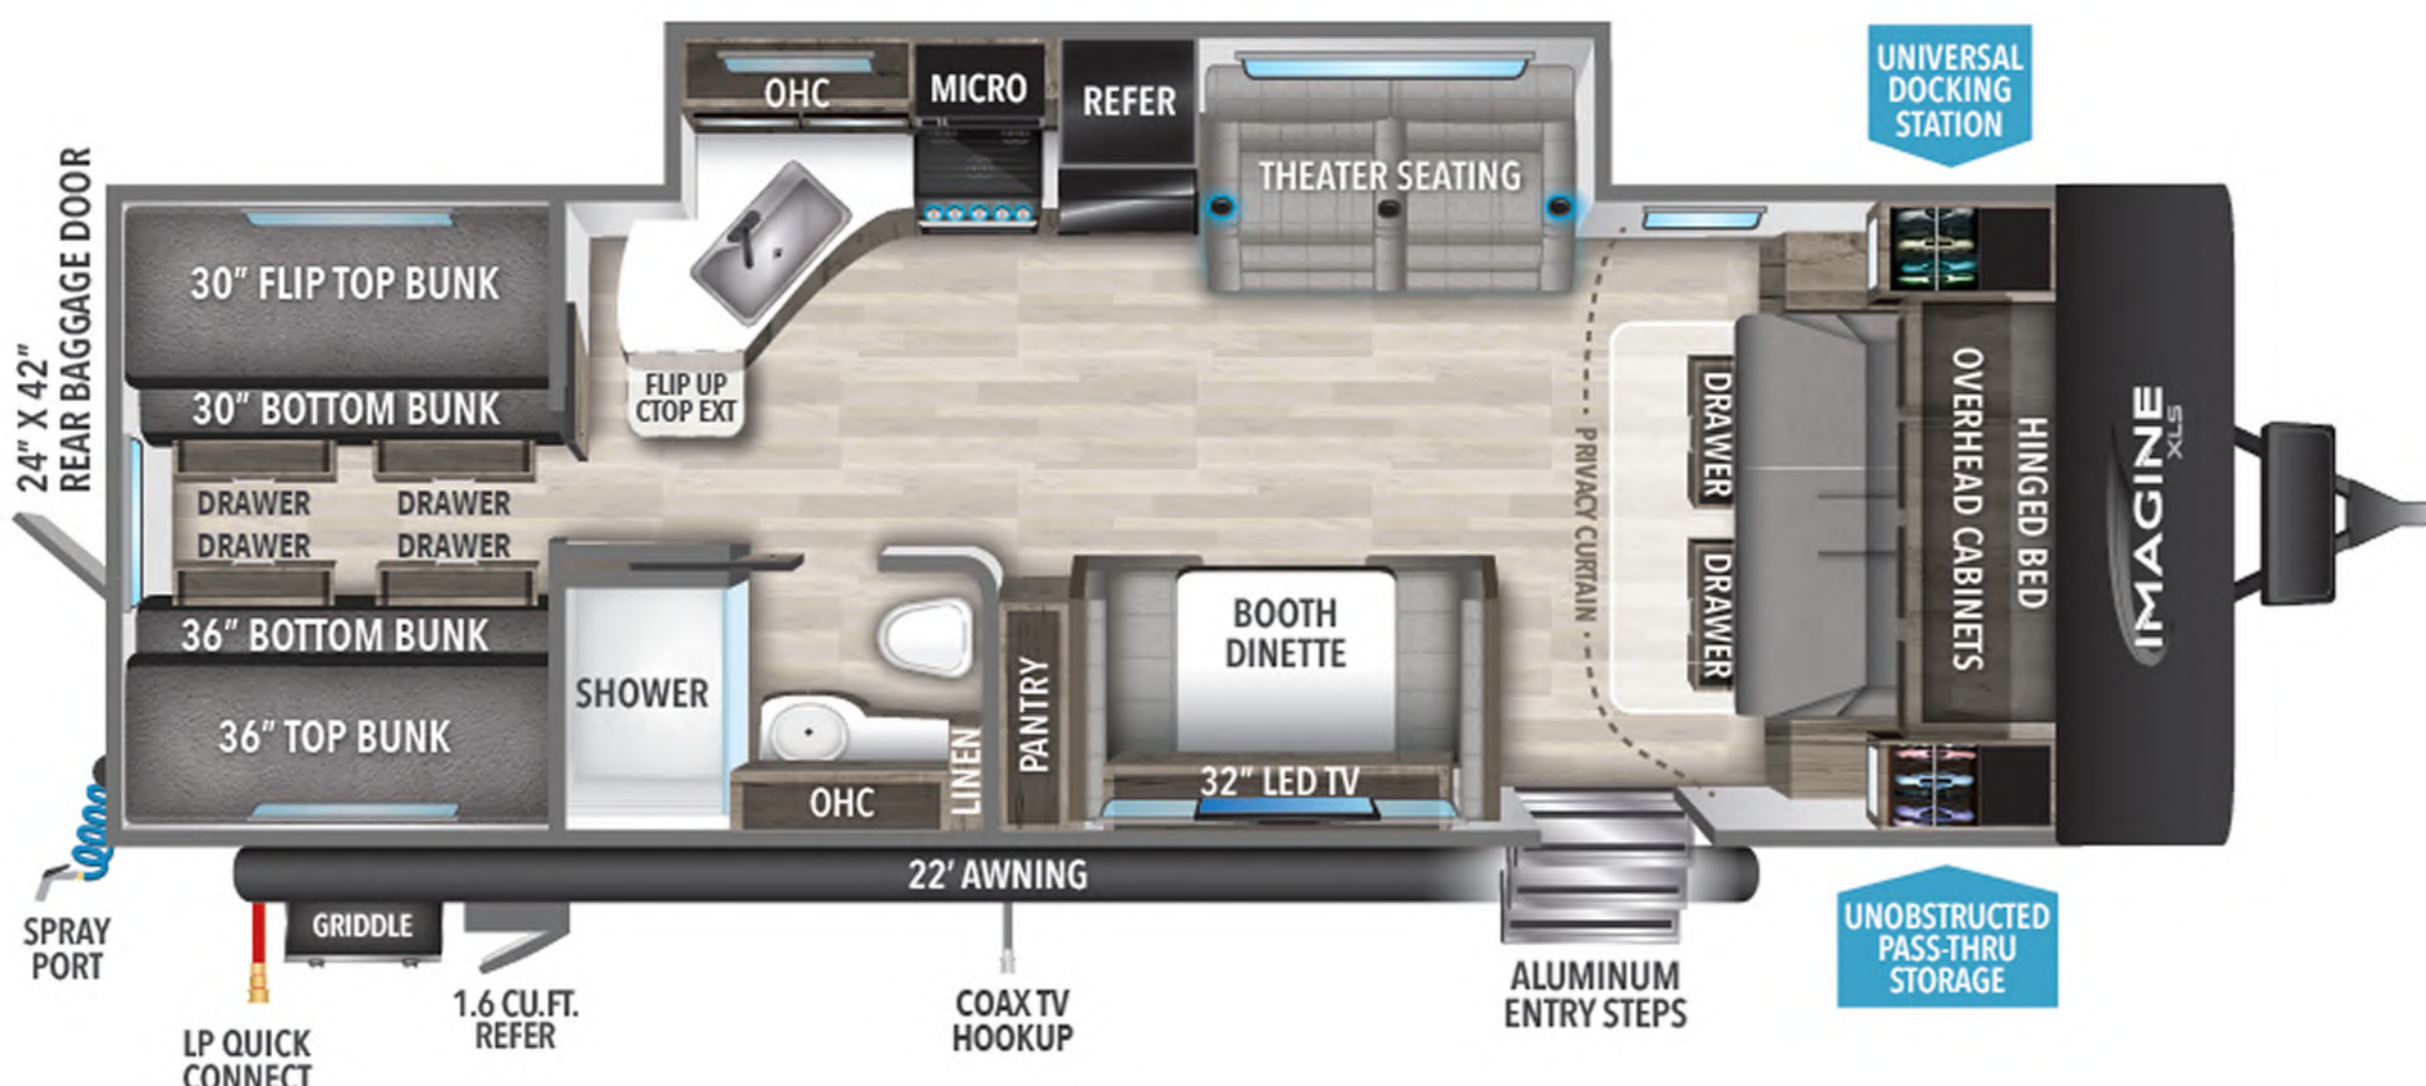 UNIVERSAL
DOCKING
STATION
OHC
MICRO
REFER
THEATER SEATING
24” X 42”
REAR BAGGAGE DOOR
30” FLIP TOP BUNK
30” BOTTOM BUNK
FLIP UP
CTOP EXT
DRAWER
DRAWER
DRAWER
DRAWER
36” BOTTOM BUNK
36” TOP BUNK
SHOWER
OHC
LINEN
PANTRY
BOOTH
DINETTE
32” LED TV
PRIVACY CURTAIN
DRAWER
DRAWER
OVERHEAD CABINETS
HINGED BED
IMAGINE
XLS
22’ AWNING
SPRAY
PORT
GRIDDLE
LP QUICK
CONNECT
1.6 CU.FT.
REFER
COAX TV
HOOKUP
ALUMINUM
ENTRY STEPS
UNOBSTRUCTED
PASS-THRU
STORAGE